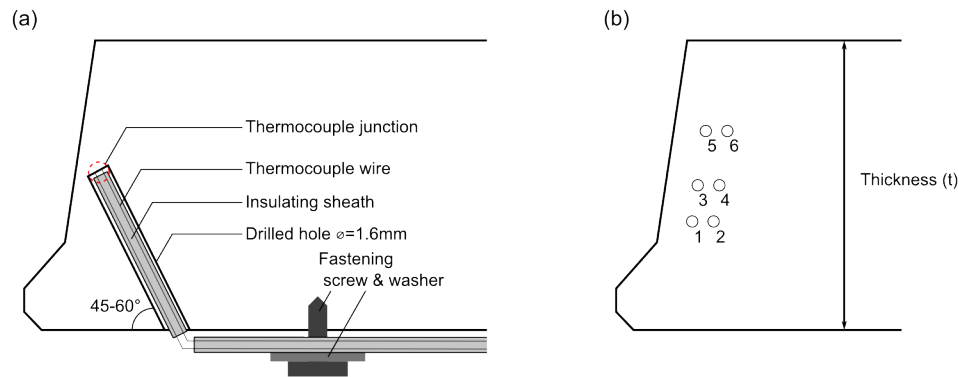 (a)
Thermocouple junction
Thermocouple wire
Insulating sheath
Drilled hole ⌀=1.6mm
Fastening
screw & washer
45-60°
(b)
5 6
3 4
1 2
Thickness (t)